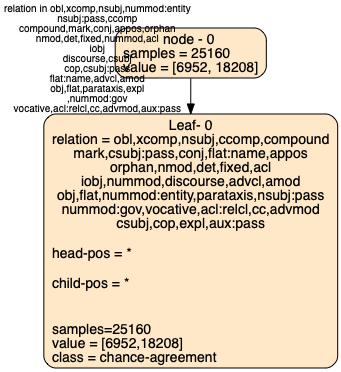 relation in obl,xcomp,nsubj,nummod:entity
nsubj:pass,ccomp
compound,mark,conj,appos,orphan
nmod,det,fixed,nummod,acl
iobj
discourse,csubj
cop,csubj:pass
flat:name,advcl,amod
obj,flat,parataxis,expl
,nummod:gov
vocative,acl:relcl,cc,advmod,aux:pass
node - 0
samples = 25160
value = [6952, 18208]
Leaf- 0
relation = obl,xcomp,nsubj,ccomp,compound
mark,csubj:pass,conj,flat:name,appos
orphan,nmod,det,fixed,acl
iobj,nummod,discourse,advcl,amod
obj,flat,nummod:entity,parataxis,nsubj:pass
nummod:gov,vocative,acl:relcl,cc,advmod
csubj,cop,expl,aux:pass
head-pos = *
child-pos = *
samples=25160
value = [6952,18208]
class = chance-agreement